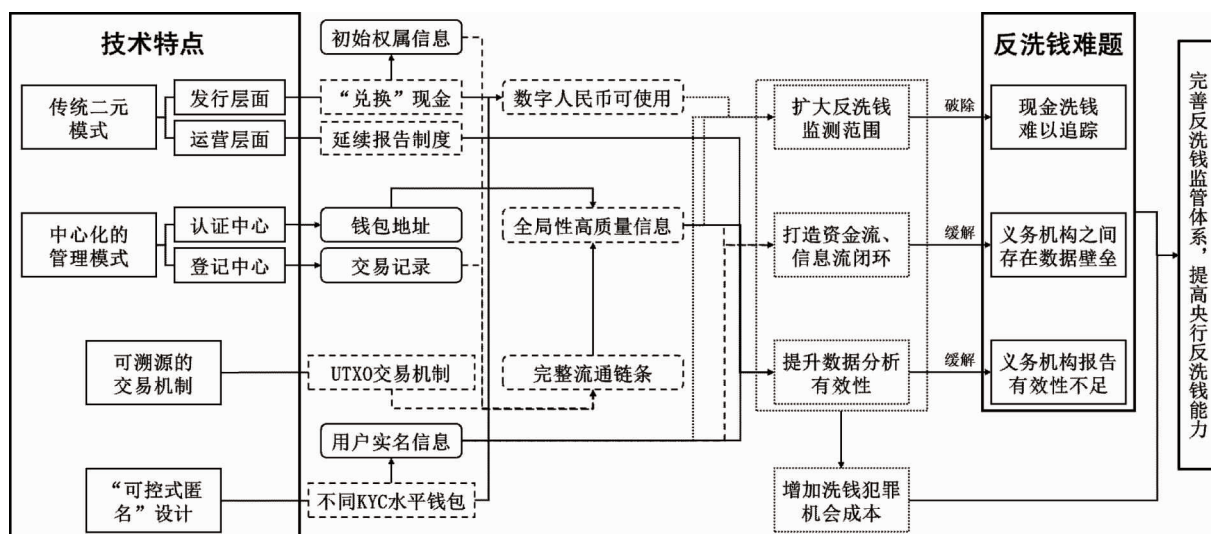 技术特点
传统二元
模式
发行层面
运营层面
中心化的
管理模式
认证中心
登记中心
可溯源的
交易机制
“可控式匿
名”设计
初始权属信息
“兑换”现金
延续报告制度
钱包地址
交易记录
UTXO交易机制
用户实名信息
不同KYC水平钱包
数字人民币可使用
全局性高质量信息
完整流通链条
扩大反洗钱
监测范围
打造资金流、
信息流闭环
提升数据分析
有效性
增加洗钱犯罪
机会成本
破除
缓解
缓解
反洗钱难题
现金洗钱
难以追踪
义务机构之间
存在数据壁垒
义务机构报告
有效性不足
完善反洗钱监管体系，提高央行反洗钱能力